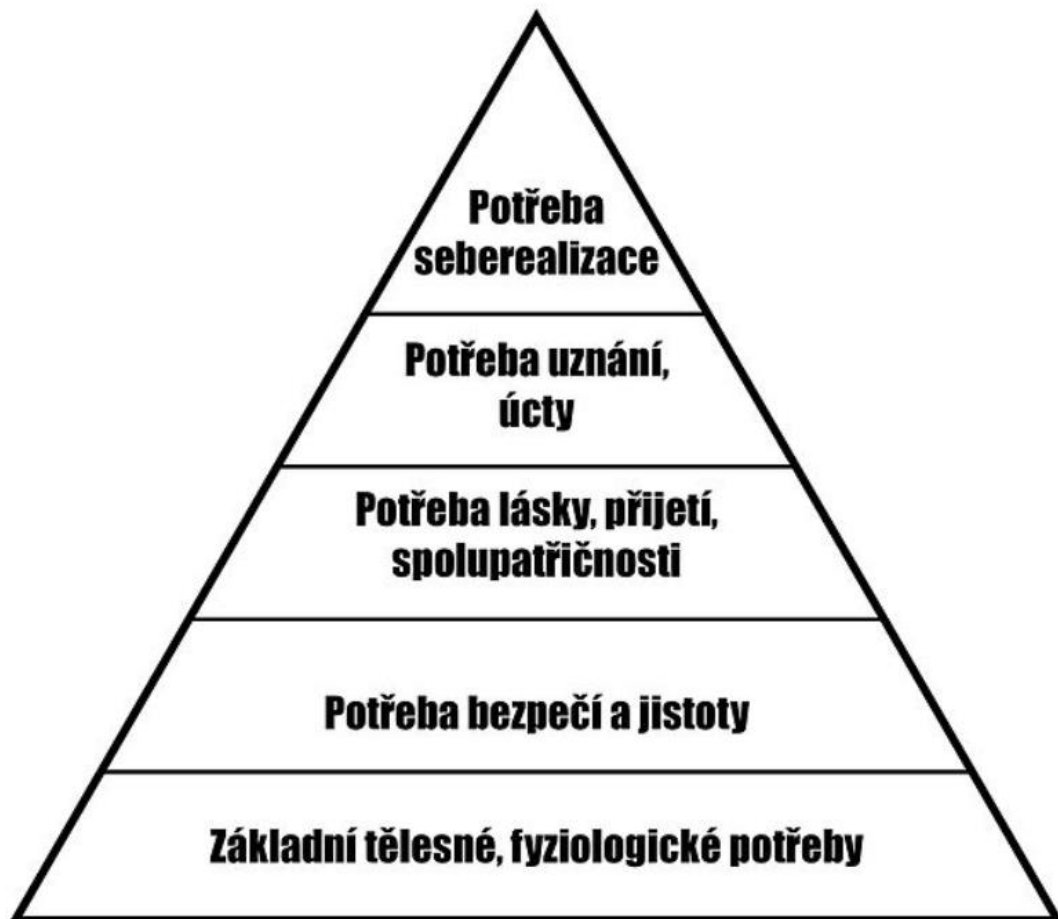 Potřeba
seberealizace
Potřeba uznání,
úcty
Potřeba lásky, přijetí,
spolupatřičnosti
Potřeba bezpečí a jistoty
Základní tělesné, fyziologické potřeby